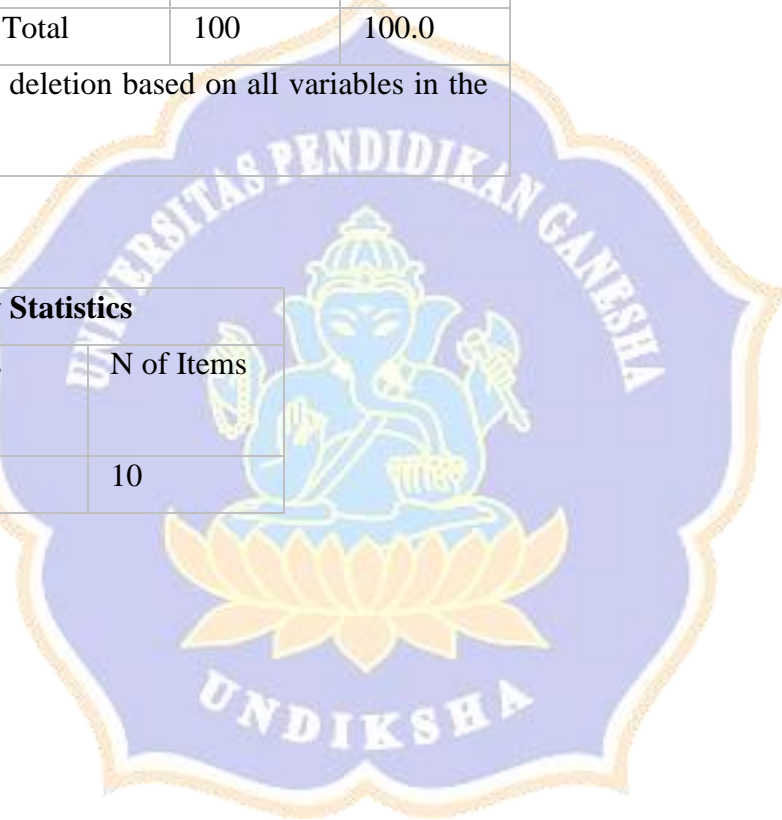 Total 100 100.0
deletion based on all variables in the
Statistics
N of Items
10
UNIVERSITAS PENDIDIKAN GANESHA
UNDIKSHA